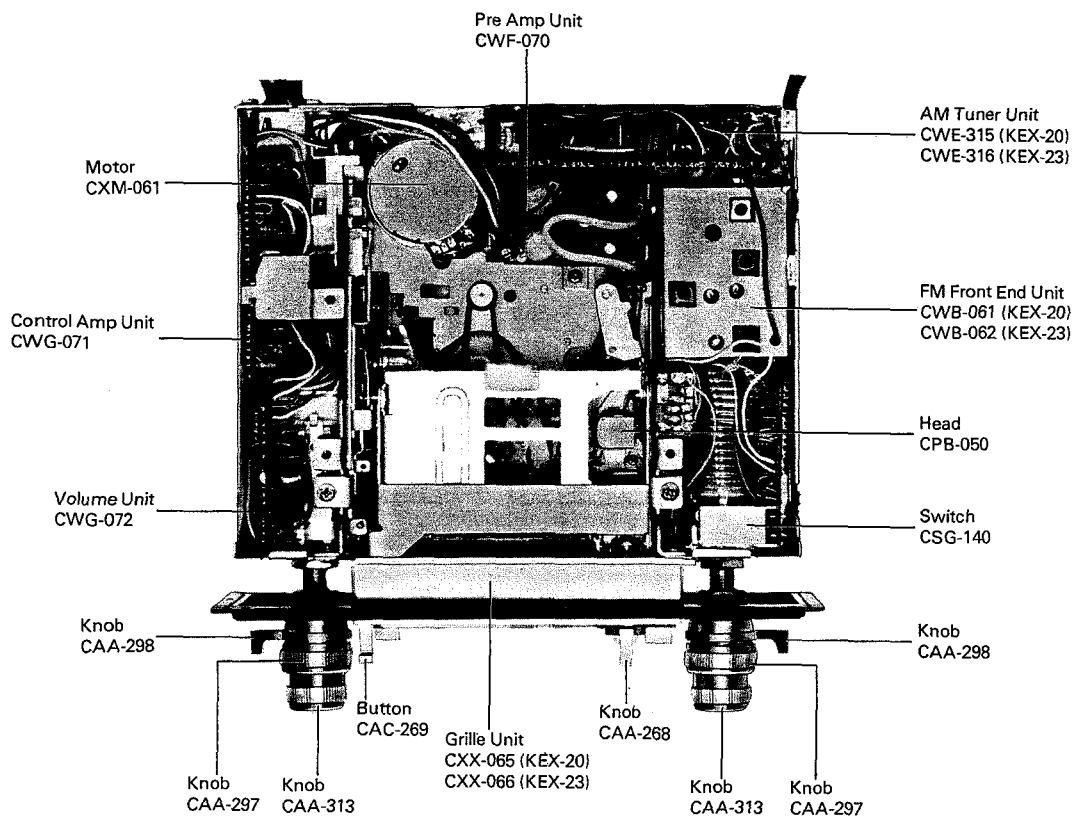 Pre Amp Unit
CWF-070
AM Tuner Unit
CWE-315 (KEX-20)
CWE-316 (KEX-23)
Motor
CXM-061
FM Front End Unit
CWB-061 (KEX-20)
CWB-062 (KEX-23)
Control Amp Unit
CWG-071
Head
CPB-050
Volume Unit
CWG-072
Switch
CSG-140
Knob
CAA-298
Knob
CAA-298
Button
CAC-269
Knob
CAA-268
Grille Unit
CXX-065 (KEX-20)
CXX-066 (KEX-23)
Knob
CAA-297
Knob
CAA-313
Knob
CAA-313
Knob
CAA-297